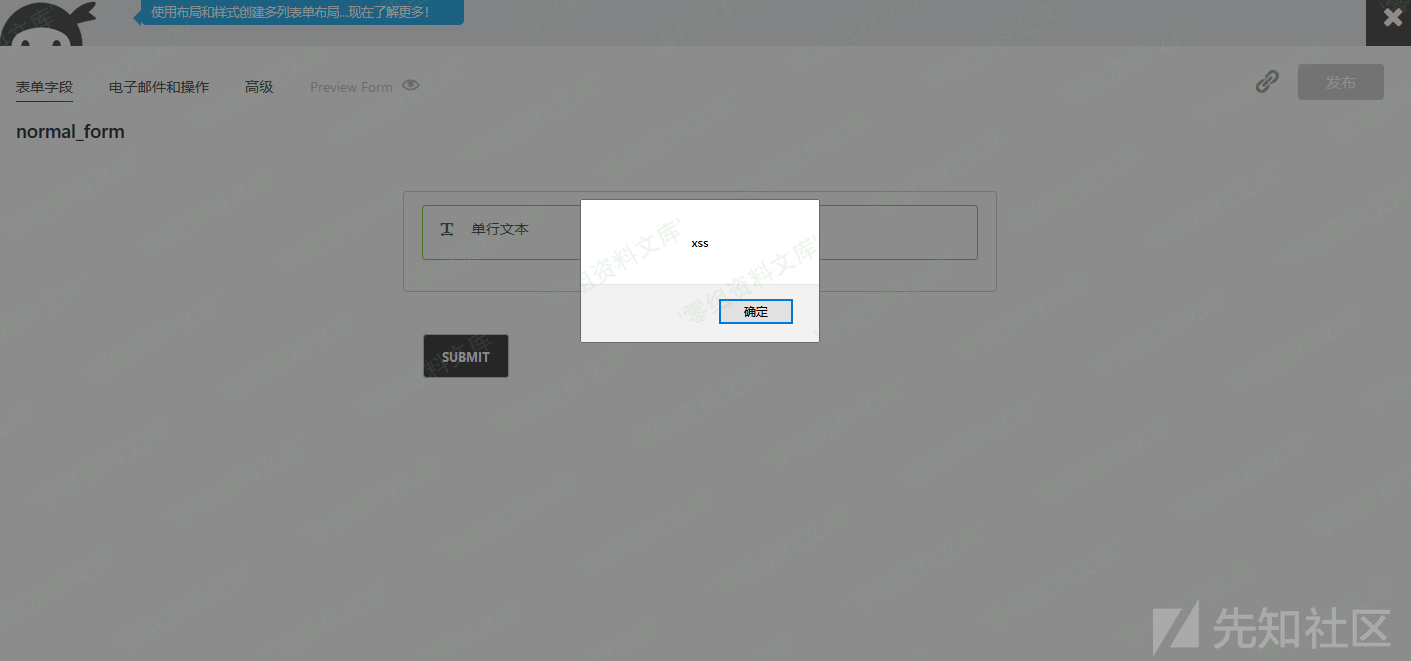 使用布局和样式创建多列表单布局...现在了解更多!
表单字段 电子邮件和操作 高级 Preview Form 发布
normal_form
T 单行文本
xss
确定
SUBMIT
'零组资料文库'
先知社区